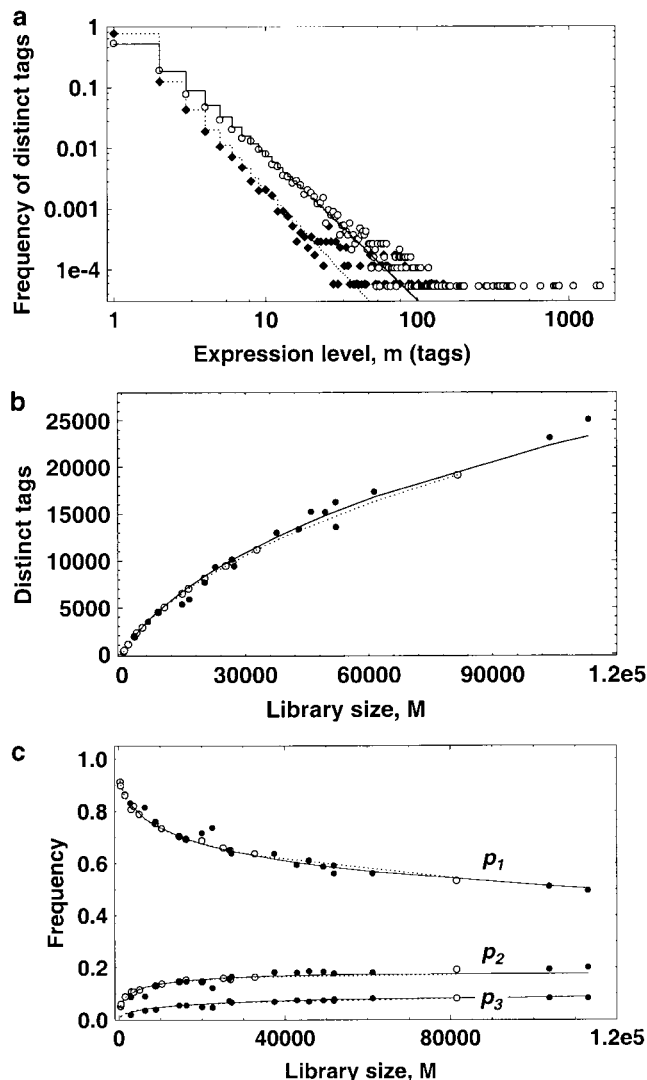 a
Frequency of distinct tags
1
0.1
0.01
0.001
1e-4
1 10 100 1000
Expression level, m (tags)
b
Distinct tags
25000
20000
15000
10000
5000
0
0 30000 60000 90000 1.2e5
Library size, M
c
Frequency
1.0
0.8
0.6
0.4
0.2
0.0
p1
p2
p3
0 40000 80000 1.2e5
Library size, M